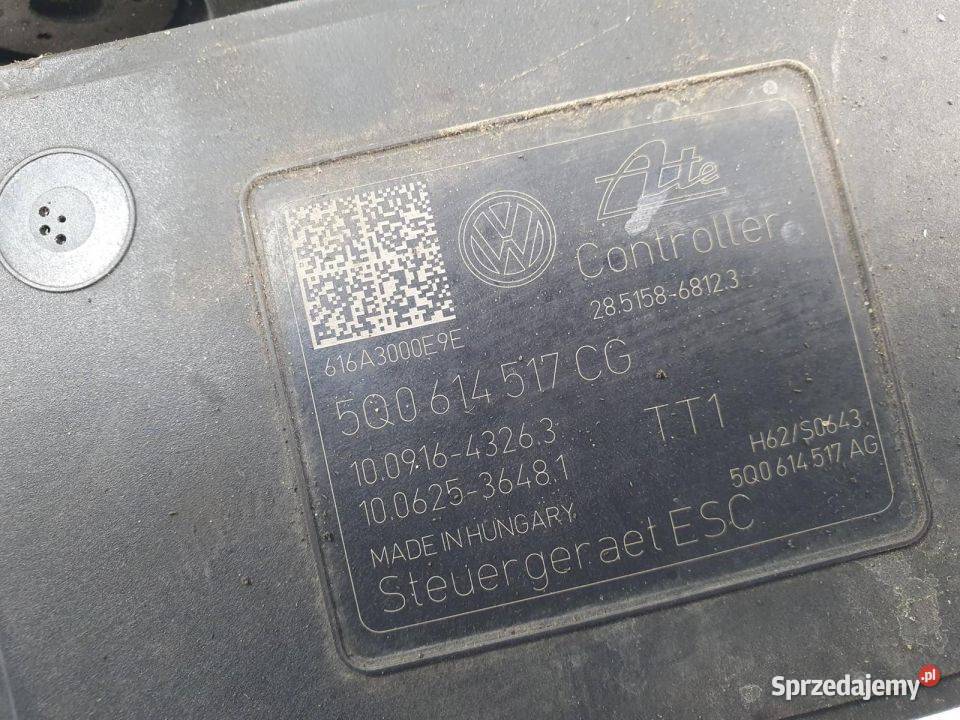 VW
Ate
Controller
28.5158-6812.3
616A3000E9E
5Q0 614 517 CG
10.0916-4326.3
TT1
10.0625-3648.1
H62/S0643
5Q0 614 517 AG
MADE IN HUNGARY
Steuergeraet ESC
Sprzedajemy.pl